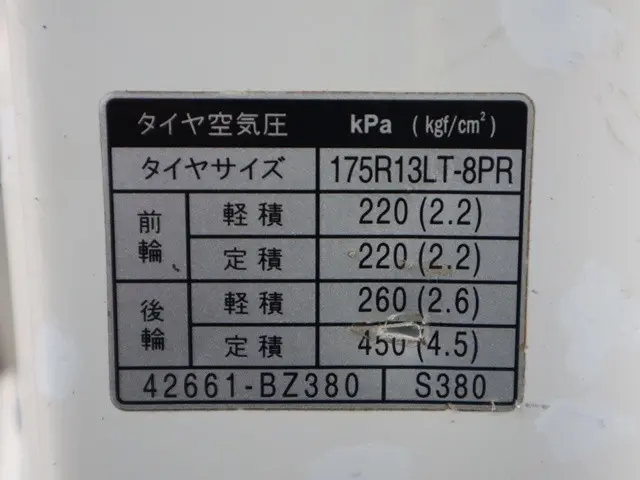 タイヤ空気圧 kPa (kgf/cm²)
タイヤサイズ 175R13LT-8PR
前輪 軽積 220 (2.2)
定積 220 (2.2)
後輪 軽積 260 (2.6)
定積 450 (4.5)
42661-BZ380 S380